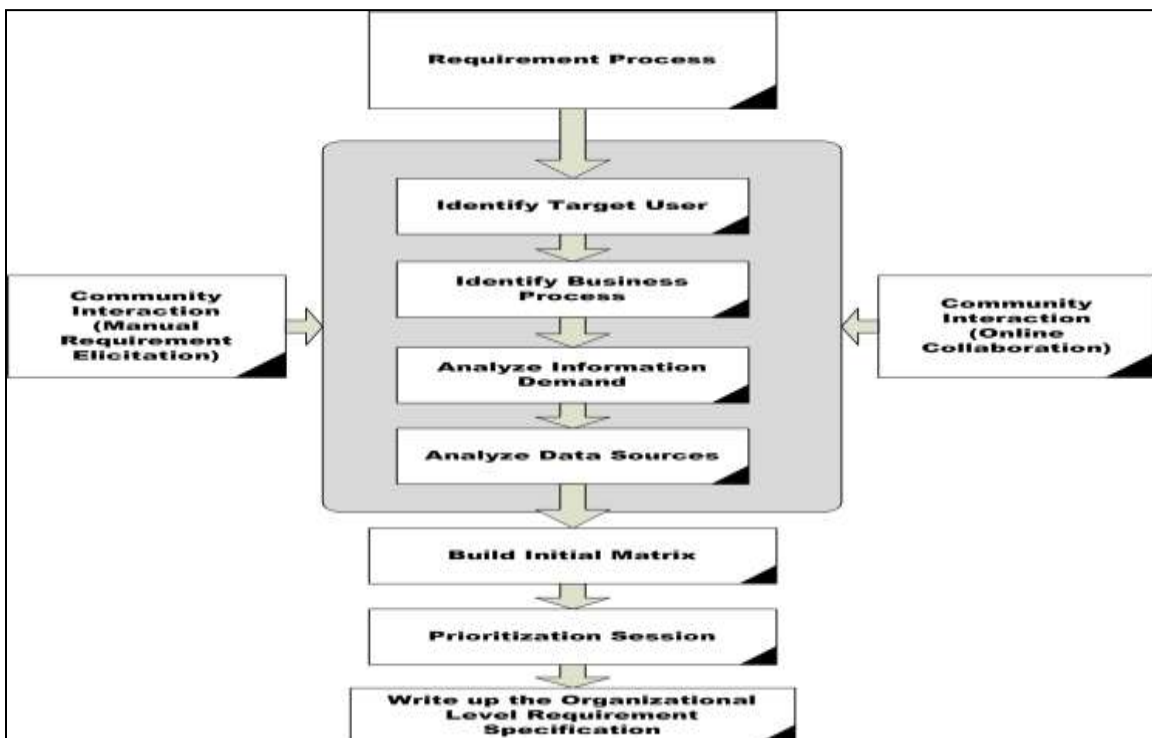 Requirement Process
Identify Target User
Identify Business
Process
Community
Interaction
(Manual
Requirement
Elicitation)
Community
Interaction
(Online
Collaboration)
Analyze Information
Demand
Analyze Data Sources
Build Initial Matrix
Prioritization Session
Write up the Organizational
Level Requirement
Specification